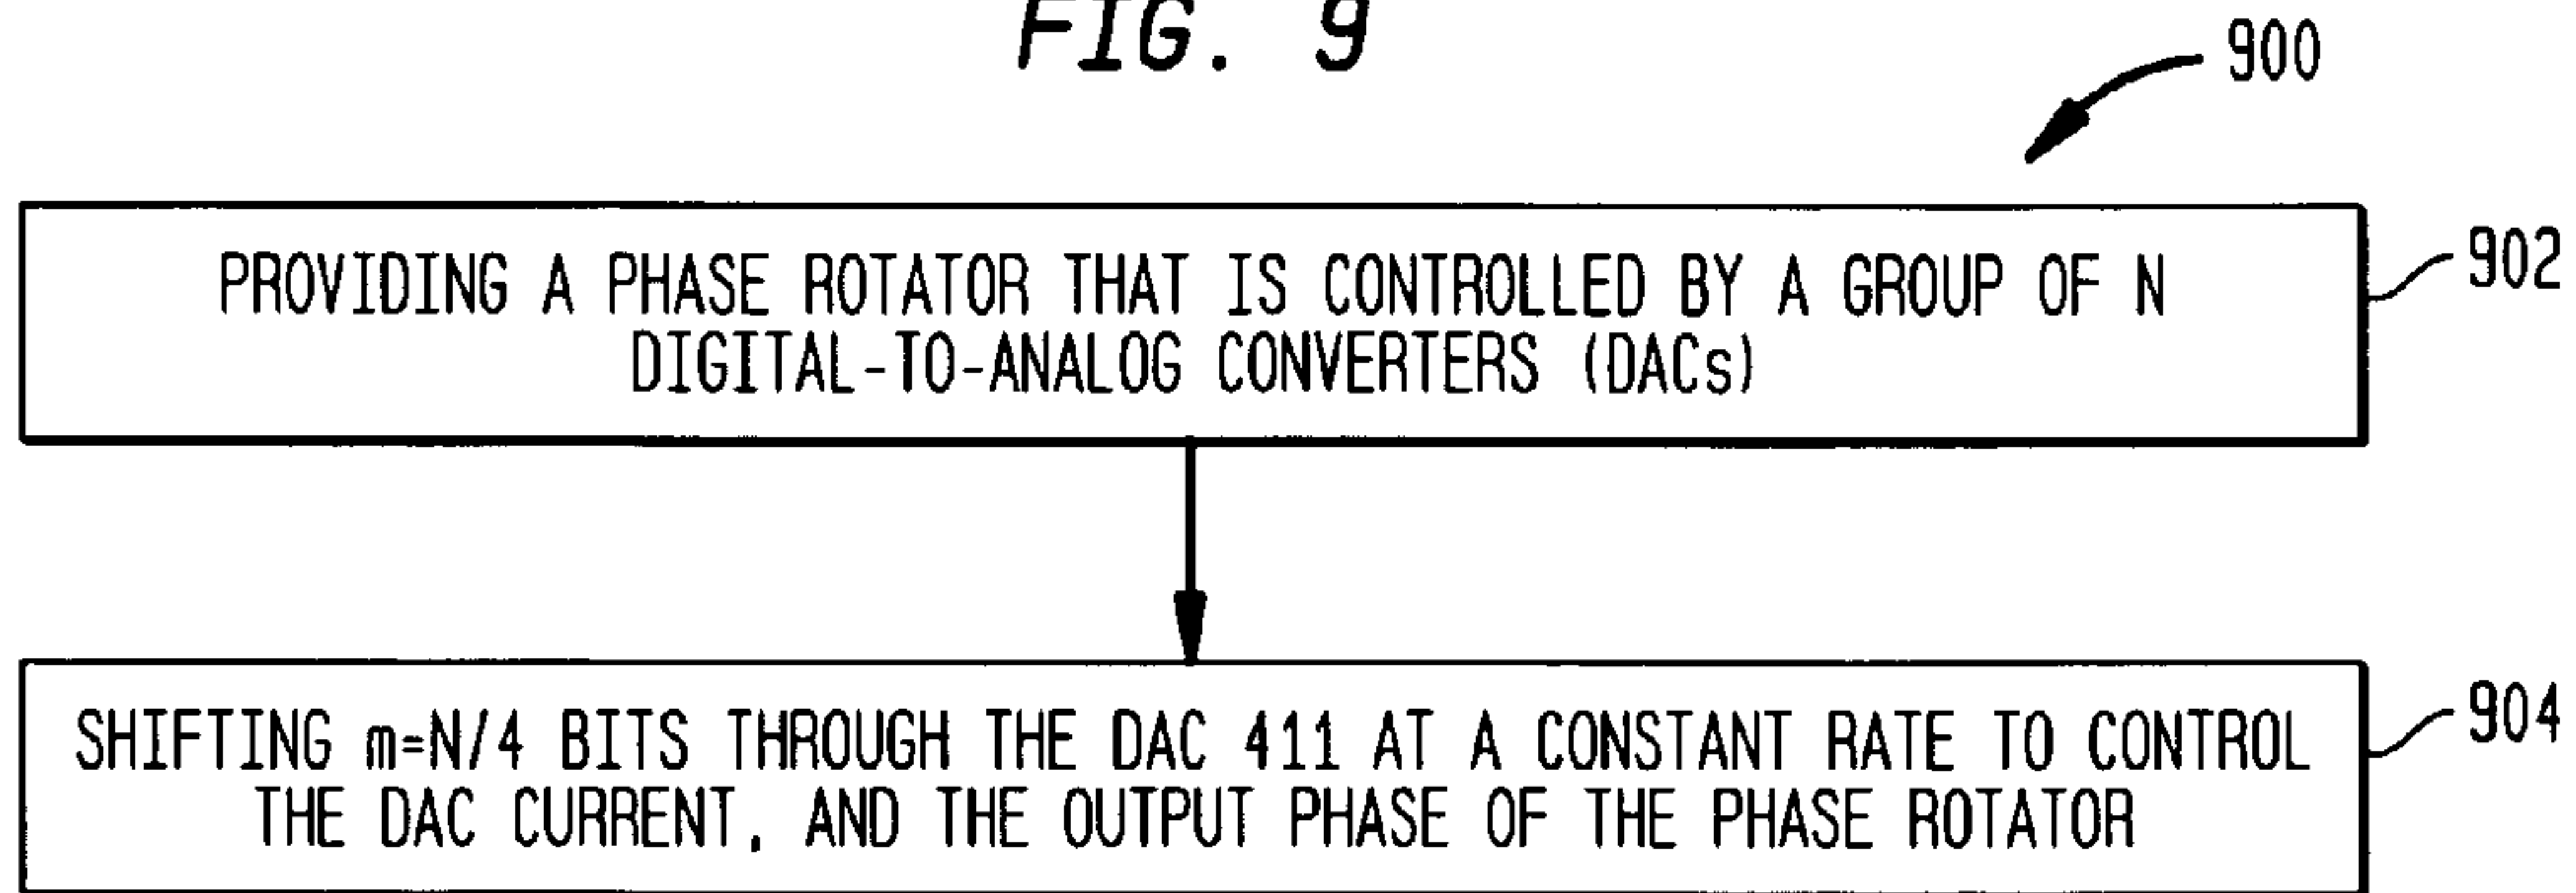 FIG. 9
900
PROVIDING A PHASE ROTATOR THAT IS CONTROLLED BY A GROUP OF N
DIGITAL-TO-ANALOG CONVERTERS (DACs)
902
SHIFTING m=N/4 BITS THROUGH THE DAC 411 AT A CONSTANT RATE TO CONTROL
THE DAC CURRENT, AND THE OUTPUT PHASE OF THE PHASE ROTATOR
904